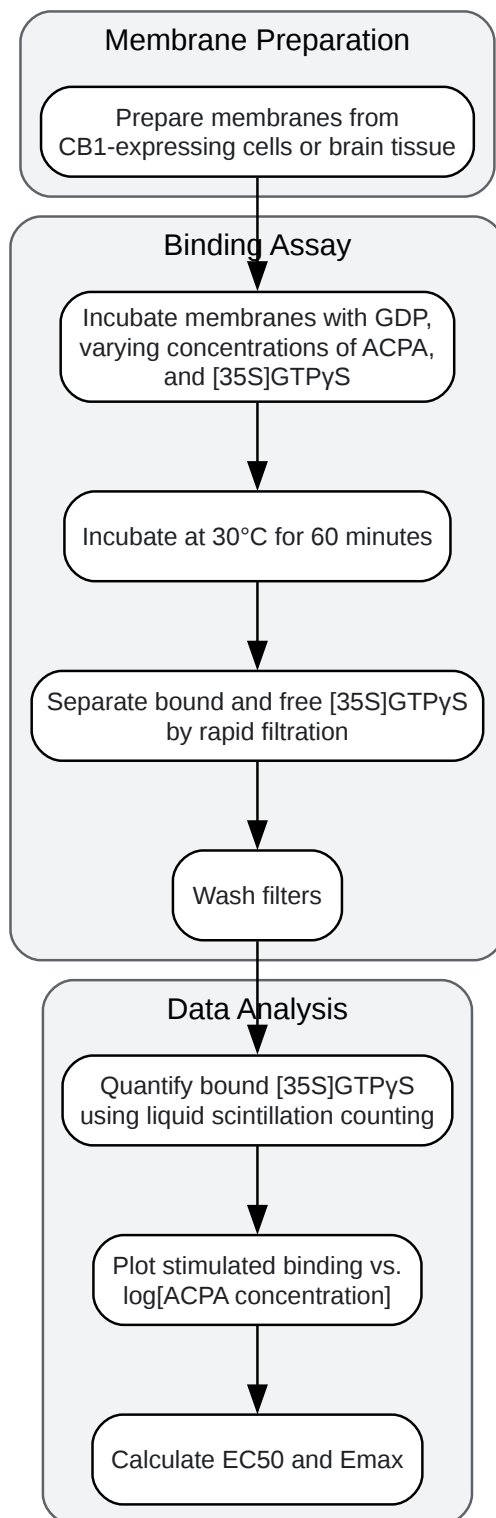 Membrane Preparation
Prepare membranes from
CB1-expressing cells or brain tissue
Binding Assay
Incubate membranes with GDP,
varying concentrations of ACPA,
and [35S]GTPγS
Incubate at 30°C for 60 minutes
Separate bound and free [35S]GTPγS
by rapid filtration
Wash filters
Data Analysis
Quantify bound [35S]GTPγS
using liquid scintillation counting
Plot stimulated binding vs.
log[ACPA concentration]
Calculate EC50 and Emax